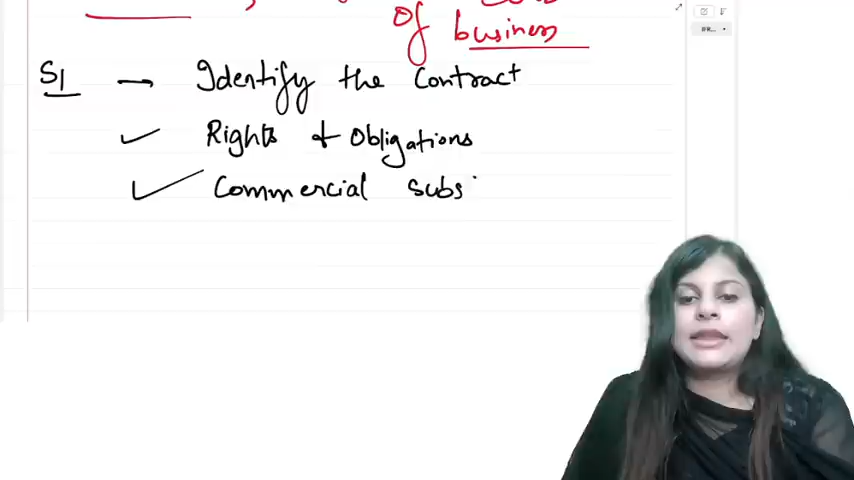 of business
S1 — Identify the Contract
✓ Rights & Obligations
✓ Commercial Subs